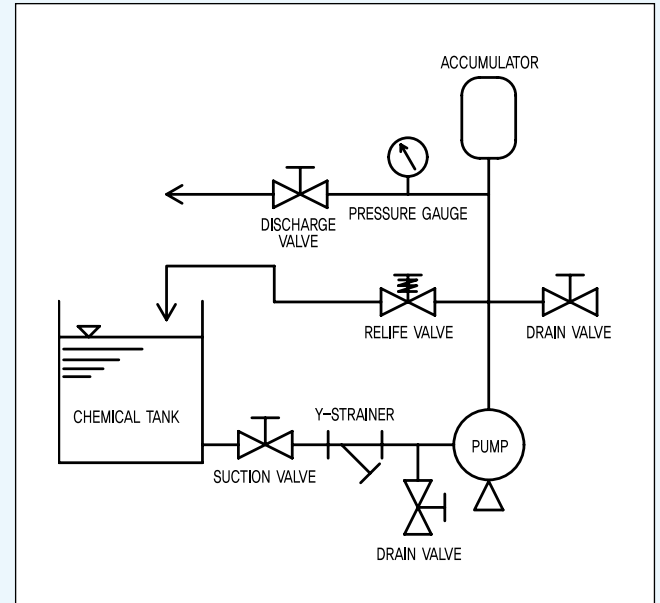 ACCUMULATOR
PRESSURE GAUGE
DISCHARGE
VALVE
RELIFE VALVE
DRAIN VALVE
CHEMICAL TANK
Y-STRAINER
PUMP
SUCTION VALVE
DRAIN VALVE